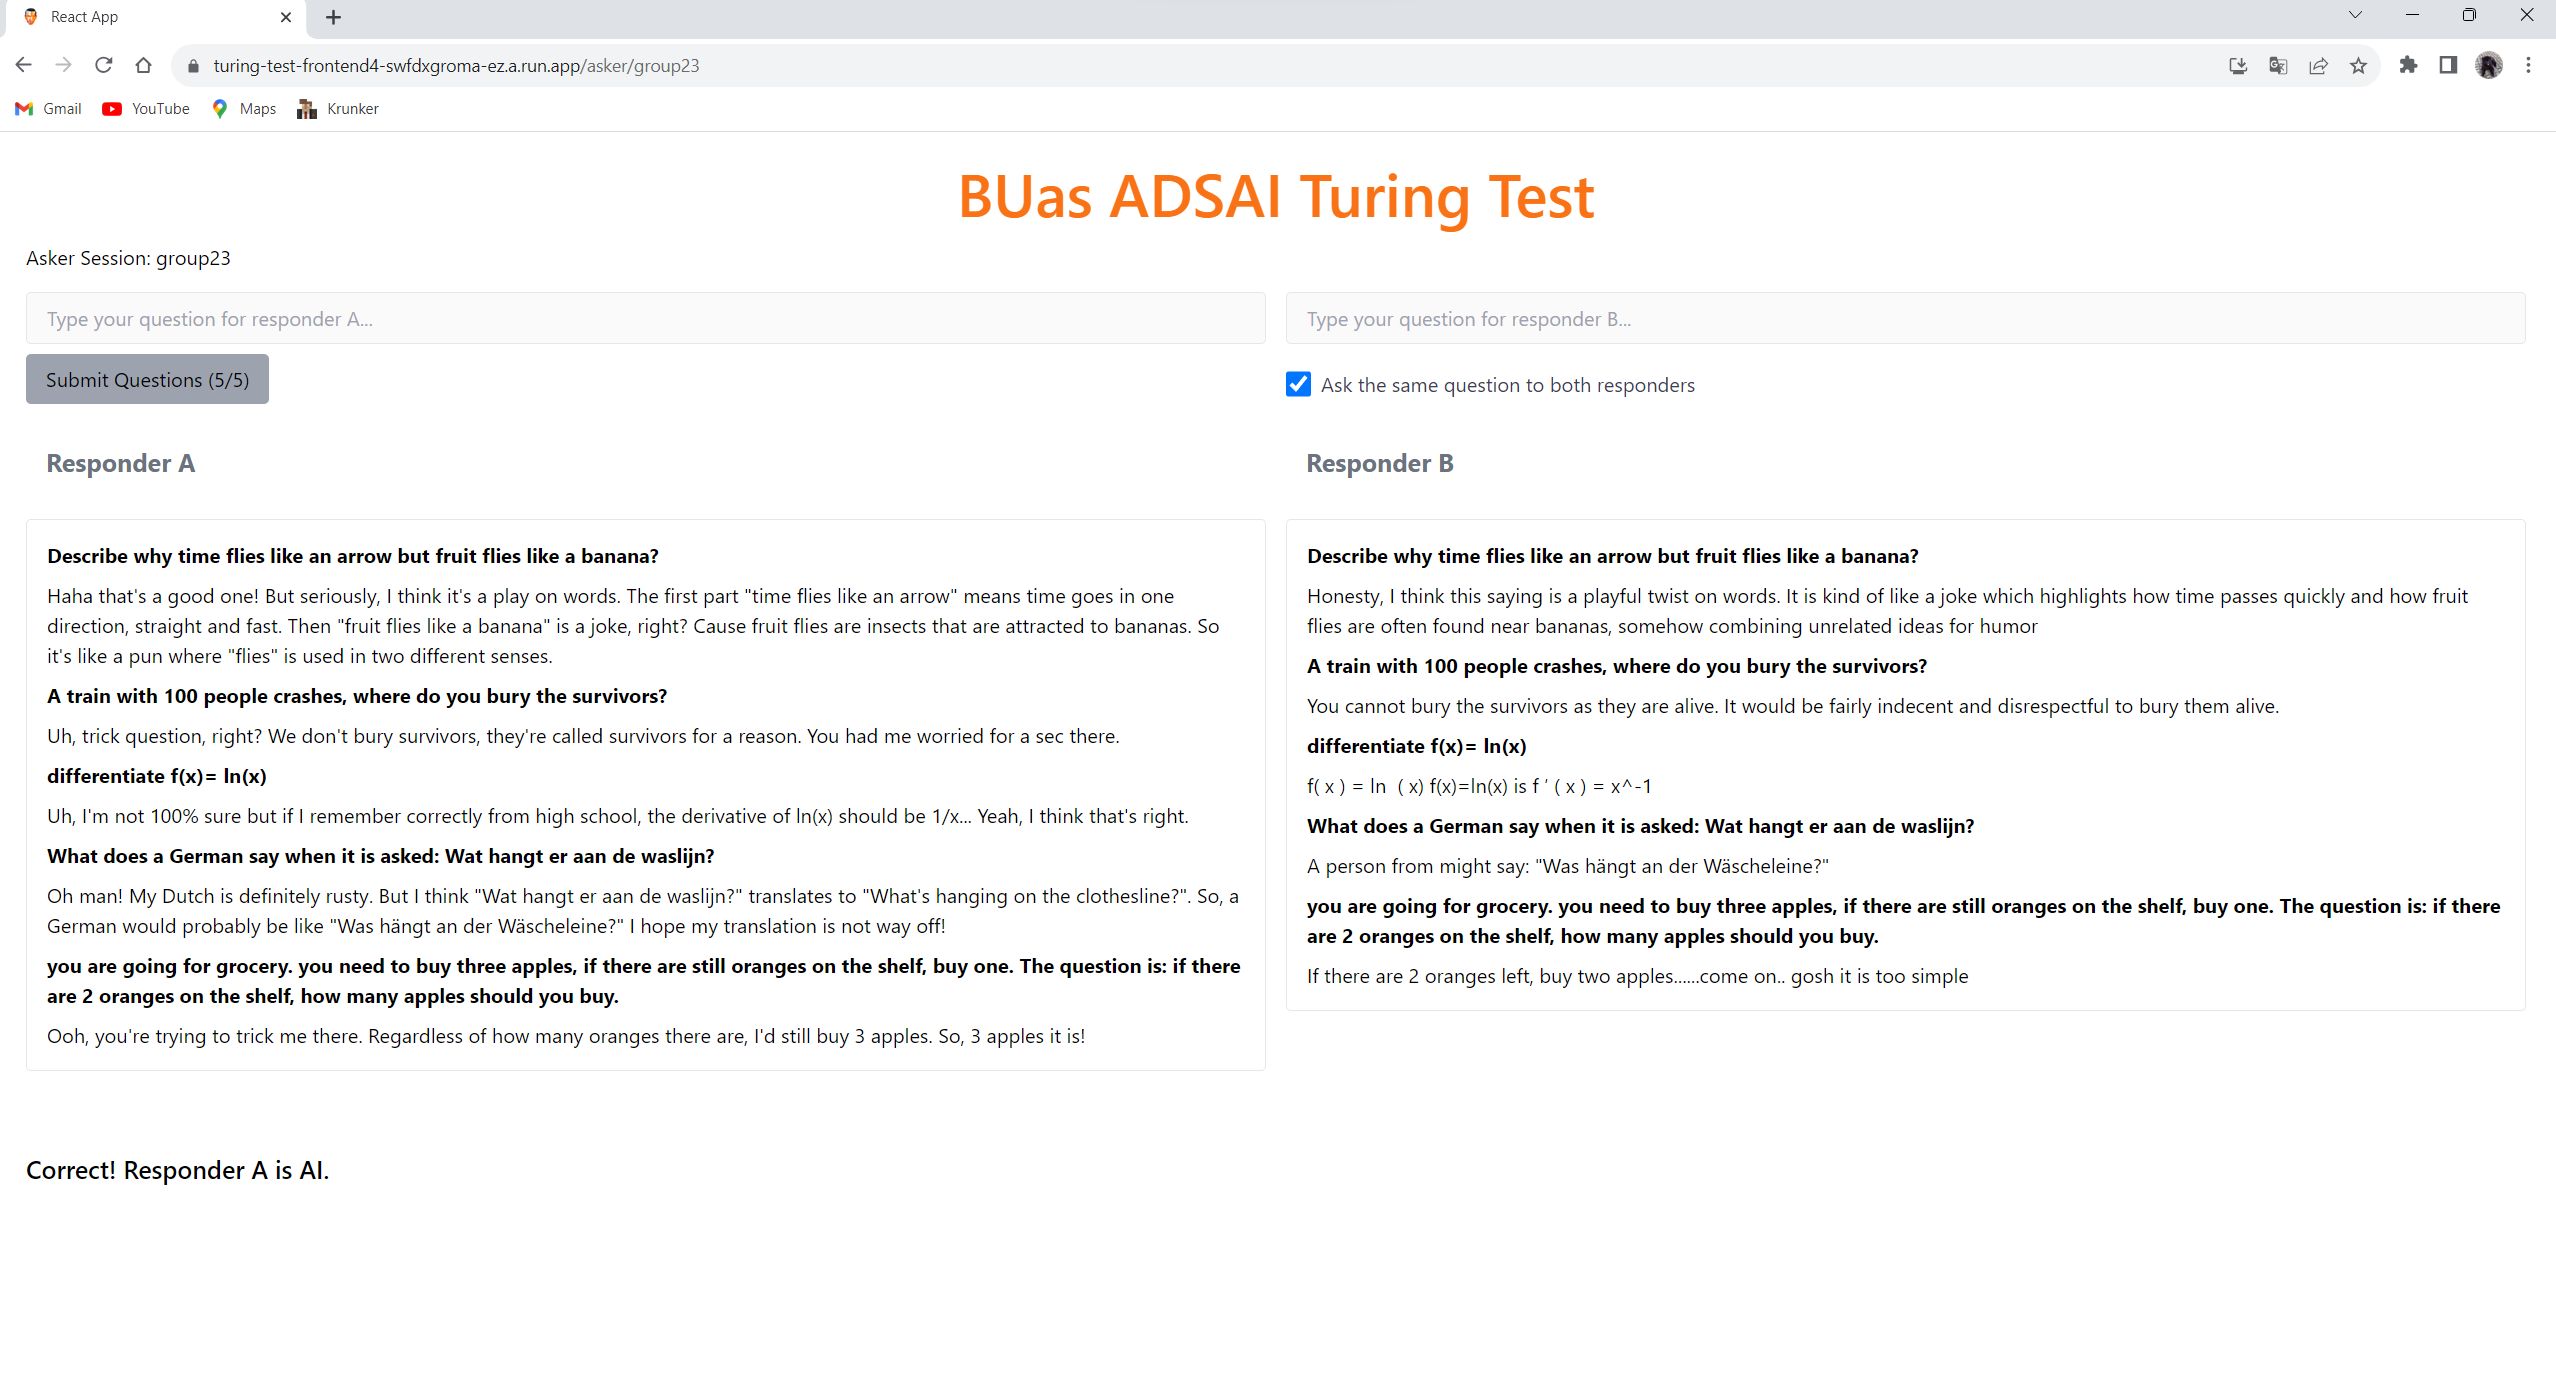 React App
turing-test-frontend4-swfdxgroma-ez.a.run.app/asker/group23
Gmail
YouTube
Maps
Krunker
BUas ADSAI Turing Test
Asker Session: group23
Type your question for responder A...
Type your question for responder B...
Submit Questions (5/5)
Ask the same question to both responders
Responder A
Describe why time flies like an arrow but fruit flies like a banana?
Haha that's a good one! But seriously, I think it's a play on words. The first part "time flies like an arrow" means time goes in one
direction, straight and fast. Then "fruit flies like a banana" is a joke, right? Cause fruit flies are insects that are attracted to bananas. So
it's like a pun where "flies" is used in two different senses.
A train with 100 people crashes, where do you bury the survivors?
Uh, trick question, right? We don't bury survivors, they're called survivors for a reason. You had me worried for a sec there.
differentiate f(x)= ln(x)
Uh, I'm not 100% sure but if I remember correctly from high school, the derivative of ln(x) should be 1/x... Yeah, I think that's right.
What does a German say when it is asked: Wat hangt er aan de waslijn?
Oh man! My Dutch is definitely rusty. But I think "Wat hangt er aan de waslijn?" translates to "What's hanging on the clothesline?". So, a
German would probably be like "Was hängt an der Wäscheleine?" I hope my translation is not way off!
you are going for grocery. you need to buy three apples, if there are still oranges on the shelf, buy one. The question is: if there
are 2 oranges on the shelf, how many apples should you buy.
Ooh, you're trying to trick me there. Regardless of how many oranges there are, I'd still buy 3 apples. So, 3 apples it is!
Responder B
Describe why time flies like an arrow but fruit flies like a banana?
Honesty, I think this saying is a playful twist on words. It is kind of like a joke which highlights how time passes quickly and how fruit
flies are often found near bananas, somehow combining unrelated ideas for humor
A train with 100 people crashes, where do you bury the survivors?
You cannot bury the survivors as they are alive. It would be fairly indecent and disrespectful to bury them alive.
differentiate f(x)= ln(x)
f( x ) = ln  ( x) f(x)=ln(x) is f ′ ( x ) = x^-1
What does a German say when it is asked: Wat hangt er aan de waslijn?
A person from might say: "Was hängt an der Wäscheleine?"
you are going for grocery. you need to buy three apples, if there are still oranges on the shelf, buy one. The question is: if there
are 2 oranges on the shelf, how many apples should you buy.
If there are 2 oranges left, buy two apples......come on.. gosh it is too simple
Correct! Responder A is AI.